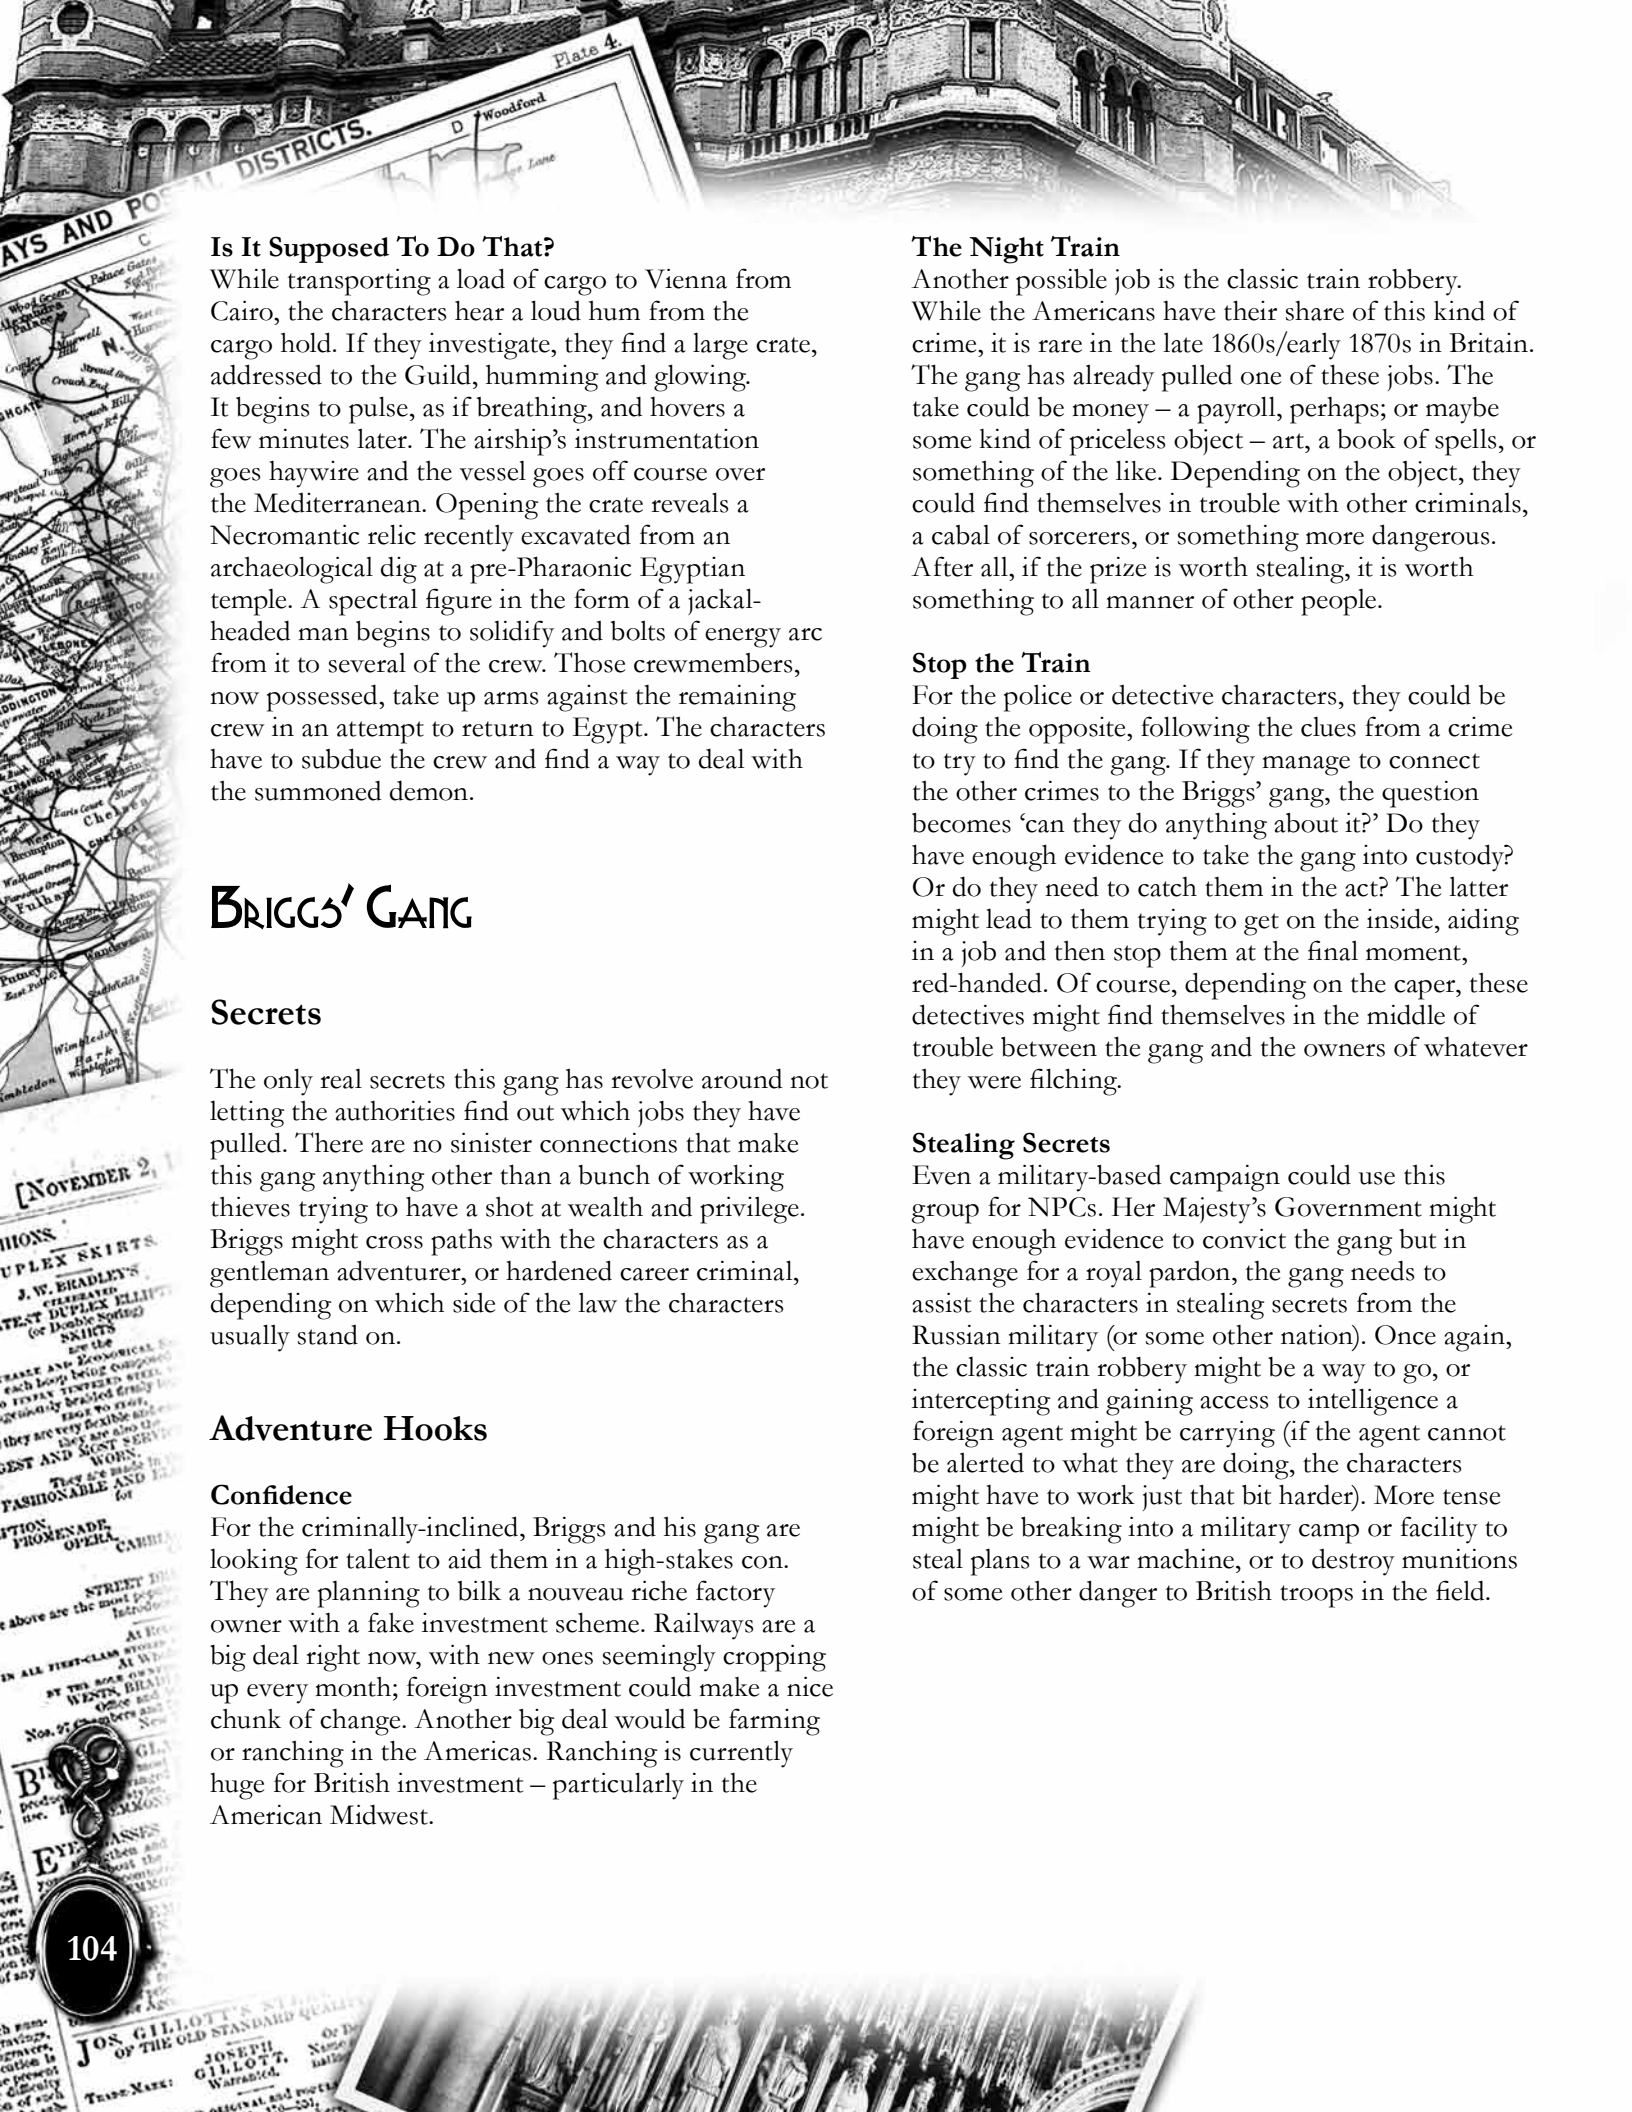 Plate 4.
Woodford
D
DISTRICTS.
AYS AND POSTAL
C
Is It Supposed To Do That?
While transporting a load of cargo to Vienna from
Cairo, the characters hear a loud hum from the
cargo hold. If they investigate, they find a large crate,
addressed to the Guild, humming and glowing.
It begins to pulse, as if breathing, and hovers a
few minutes later. The airship’s instrumentation
goes haywire and the vessel goes off course over
the Mediterranean. Opening the crate reveals a
Necromantic relic recently excavated from an
archaeological dig at a pre-Pharaonic Egyptian
temple. A spectral figure in the form of a jackal-
headed man begins to solidify and bolts of energy arc
from it to several of the crew. Those crewmembers,
now possessed, take up arms against the remaining
crew in an attempt to return to Egypt. The characters
have to subdue the crew and find a way to deal with
the summoned demon.
Briggs’ Gang
Secrets
The only real secrets this gang has revolve around not
letting the authorities find out which jobs they have
pulled. There are no sinister connections that make
this gang anything other than a bunch of working
thieves trying to have a shot at wealth and privilege.
Briggs might cross paths with the characters as a
gentleman adventurer, or hardened career criminal,
depending on which side of the law the characters
usually stand on.
Adventure Hooks
Confidence
For the criminally-inclined, Briggs and his gang are
looking for talent to aid them in a high-stakes con.
They are planning to bilk a nouveau riche factory
owner with a fake investment scheme. Railways are a
big deal right now, with new ones seemingly cropping
up every month; foreign investment could make a nice
chunk of change. Another big deal would be farming
or ranching in the Americas. Ranching is currently
huge for British investment – particularly in the
American Midwest.
The Night Train
Another possible job is the classic train robbery.
While the Americans have their share of this kind of
crime, it is rare in the late 1860s/early 1870s in Britain.
The gang has already pulled one of these jobs. The
take could be money – a payroll, perhaps; or maybe
some kind of priceless object – art, a book of spells, or
something of the like. Depending on the object, they
could find themselves in trouble with other criminals,
a cabal of sorcerers, or something more dangerous.
After all, if the prize is worth stealing, it is worth
something to all manner of other people.
Stop the Train
For the police or detective characters, they could be
doing the opposite, following the clues from a crime
to try to find the gang. If they manage to connect
the other crimes to the Briggs’ gang, the question
becomes ‘can they do anything about it?’ Do they
have enough evidence to take the gang into custody?
Or do they need to catch them in the act? The latter
might lead to them trying to get on the inside, aiding
in a job and then stop them at the final moment,
red-handed. Of course, depending on the caper, these
detectives might find themselves in the middle of
trouble between the gang and the owners of whatever
they were filching.
Stealing Secrets
Even a military-based campaign could use this
group for NPCs. Her Majesty’s Government might
have enough evidence to convict the gang but in
exchange for a royal pardon, the gang needs to
assist the characters in stealing secrets from the
Russian military (or some other nation). Once again,
the classic train robbery might be a way to go, or
intercepting and gaining access to intelligence a
foreign agent might be carrying (if the agent cannot
be alerted to what they are doing, the characters
might have to work just that bit harder). More tense
might be breaking into a military camp or facility to
steal plans to a war machine, or to destroy munitions
of some other danger to British troops in the field.
[NOVEMBER 2,
J. W. BRADLEY'S
SKIRTS
are the
104
JOS. GILLOTT'S
OF THE OLD STANDARD QUALITY
JOSEPH
GILLOTT,
Warranted.
TRADE MARK: